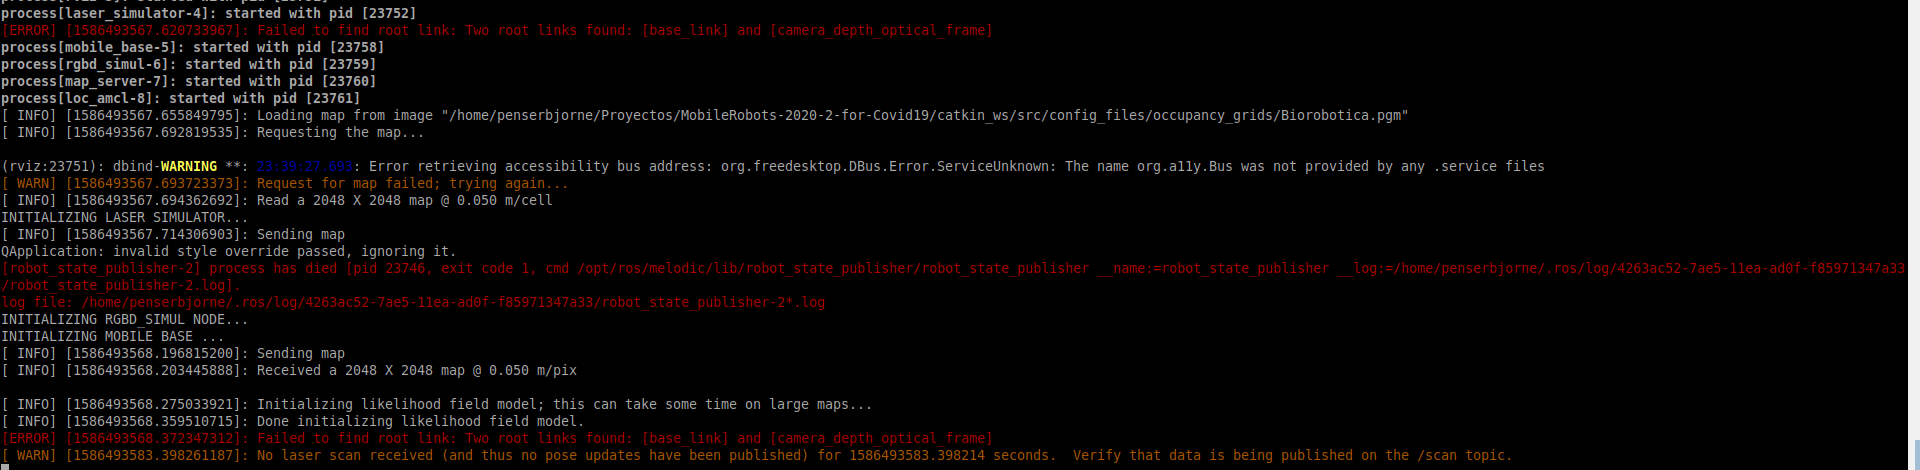 process[laser_simulator-4]: started with pid [23752]
[ERROR] [1586493567.620733967]: Failed to find root link: Two root links found: [base_link] and [camera_depth_optical_frame]
process[mobile_base-5]: started with pid [23758]
process[rgbd_simul-6]: started with pid [23759]
process[map_server-7]: started with pid [23760]
process[loc_amcl-8]: started with pid [23761]
[ INFO] [1586493567.655849795]: Loading map from image "/home/penserbjorne/Proyectos/MobileRobots-2020-2-for-Covid19/catkin_ws/src/config_files/occupancy_grids/Biorobotica.pgm"
[ INFO] [1586493567.692819535]: Requesting the map...
(rviz:23751): dbind-WARNING **: 23:39:27.693: Error retrieving accessibility bus address: org.freedesktop.DBus.Error.ServiceUnknown: The name org.a11y.Bus was not provided by any .service files
[ WARN] [1586493567.693723373]: Request for map failed; trying again...
[ INFO] [1586493567.694362692]: Read a 2048 X 2048 map @ 0.050 m/cell
INITIALIZING LASER SIMULATOR...
[ INFO] [1586493567.714306903]: Sending map
QApplication: invalid style override passed, ignoring it.
[robot_state_publisher-2] process has died [pid 23746, exit code 1, cmd /opt/ros/melodic/lib/robot_state_publisher/robot_state_publisher __name:=robot_state_publisher __log:=/home/penserbjorne/.ros/log/4263ac52-7ae5-11ea-ad0f-f85971347a33
/robot_state_publisher-2.log].
log file: /home/penserbjorne/.ros/log/4263ac52-7ae5-11ea-ad0f-f85971347a33/robot_state_publisher-2*.log
INITIALIZING RGBD_SIMUL NODE...
INITIALIZING MOBILE BASE ...
[ INFO] [1586493568.196815200]: Sending map
[ INFO] [1586493568.203445888]: Received a 2048 X 2048 map @ 0.050 m/pix
[ INFO] [1586493568.275033921]: Initializing likelihood field model; this can take some time on large maps...
[ INFO] [1586493568.359510715]: Done initializing likelihood field model.
[ERROR] [1586493568.372347312]: Failed to find root link: Two root links found: [base_link] and [camera_depth_optical_frame]
[ WARN] [1586493583.398261187]: No laser scan received (and thus no pose updates have been published) for 1586493583.398214 seconds.  Verify that data is being published on the /scan topic.